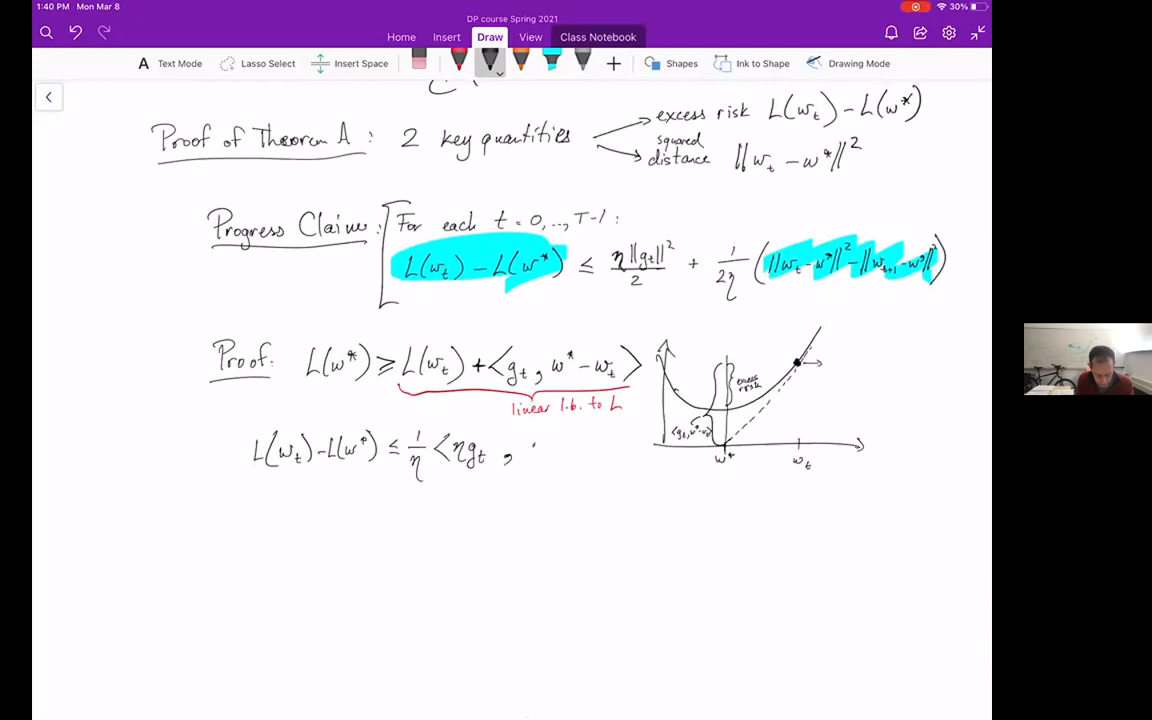 1:40 PM Mon Mar 8
30%
DP course Spring 2021
Home Insert Draw View Class Notebook
Text Mode Lasso Select Insert Space Shapes Ink to Shape Drawing Mode
Proof of Theorem A : 2 key quantities
excess risk L(w_t) - L(w*)
squared
distance ||w_t - w*||^2
Progress Claim : For each t = 0, ..., T-1 :
L(w_t) - L(w*) ≤ η||g_t||^2 / 2 + 1/2η (||w_t - w*||^2 - ||w_{t+1} - w*||^2)
Proof: L(w*) ≥ L(w_t) + <g_t, w* - w_t>
linear l.b. to L
L(w_t) - L(w*) ≤ 1/η <ηg_t ,
excess
risk
<g_t, w* - w_t>
w* w_t